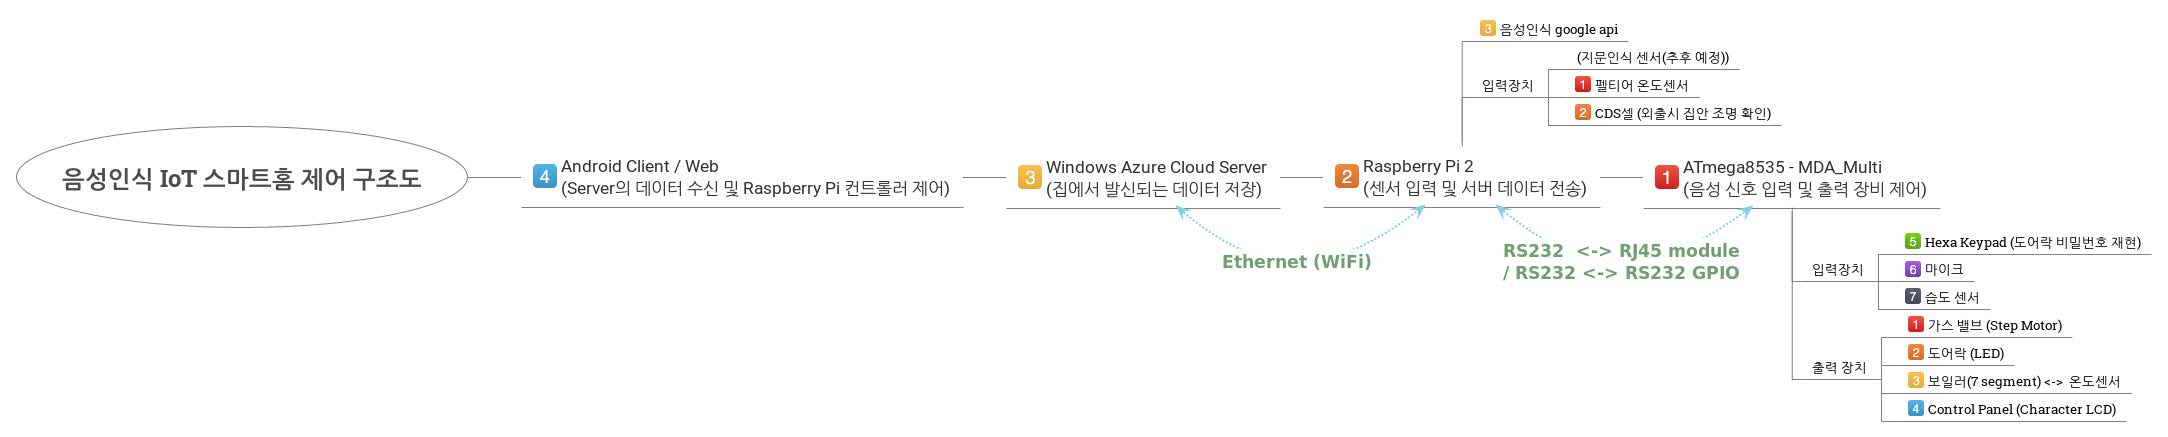 음성인식 IoT 스마트홈 제어 구조도
4 Android Client / Web
(Server의 데이터 수신 및 Raspberry Pi 컨트롤러 제어)
3 Windows Azure Cloud Server
(집에서 발신되는 데이터 저장)
Ethernet (WiFi)
2 Raspberry Pi 2
(센서 입력 및 서버 데이터 전송)
3 음성인식 google api
입력장치
(지문인식 센서(추후 예정))
1 펠티어 온도센서
2 CDS셀 (외출시 집안 조명 확인)
RS232 <-> RJ45 module
/ RS232 <-> RS232 GPIO
1 ATmega8535 - MDA_Multi
(음성 신호 입력 및 출력 장비 제어)
입력장치
5 Hexa Keypad (도어락 비밀번호 재현)
6 마이크
7 습도 센서
출력 장치
1 가스 밸브 (Step Motor)
2 도어락 (LED)
3 보일러(7 segment) <-> 온도센서
4 Control Panel (Character LCD)